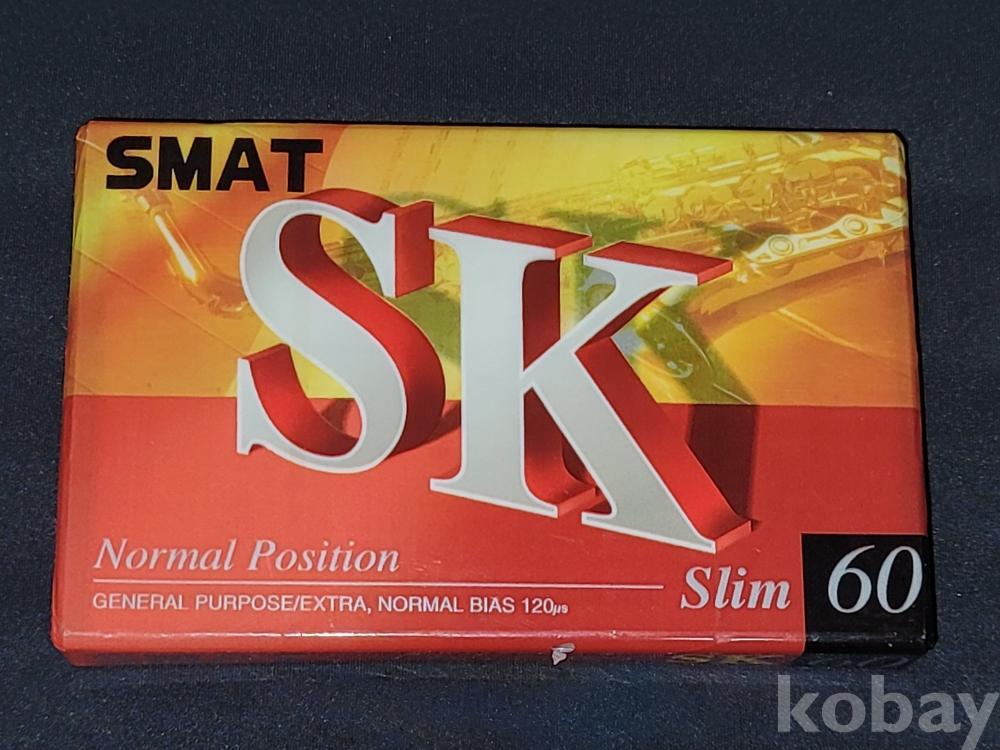 SMAT
SK
Normal Position
GENERAL PURPOSE/EXTRA, NORMAL BIAS 120µs
Slim 60
kobay